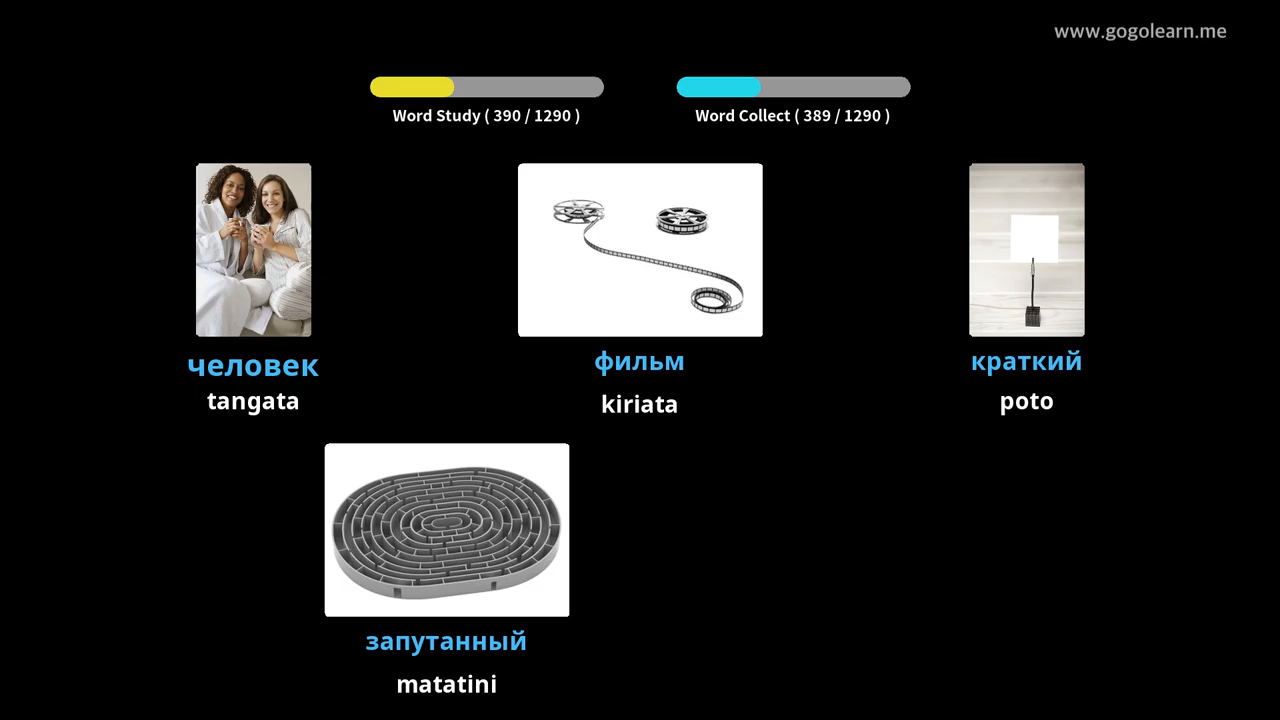 www.gogolearn.me
Word Study ( 390 / 1290 )
Word Collect ( 389 / 1290 )
человек
tangata
фильм
kiriata
краткий
poto
запутанный
matatini